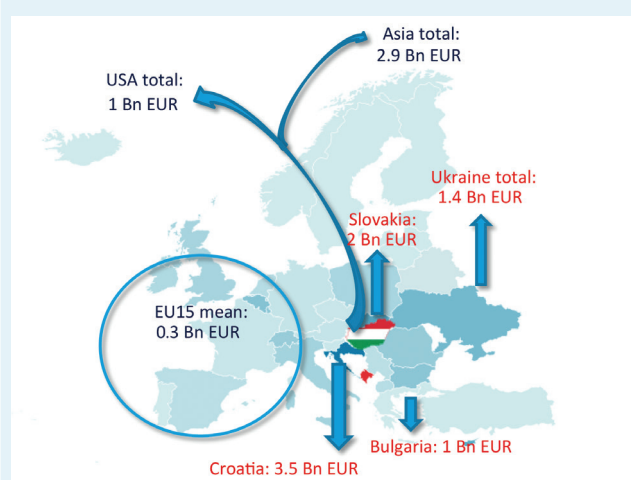 Asia total:
2.9 Bn EUR
USA total:
1 Bn EUR
Ukraine total:
1.4 Bn EUR
Slovakia:
2 Bn EUR
EU15 mean:
0.3 Bn EUR
Bulgaria: 1 Bn EUR
Croatia: 3.5 Bn EUR